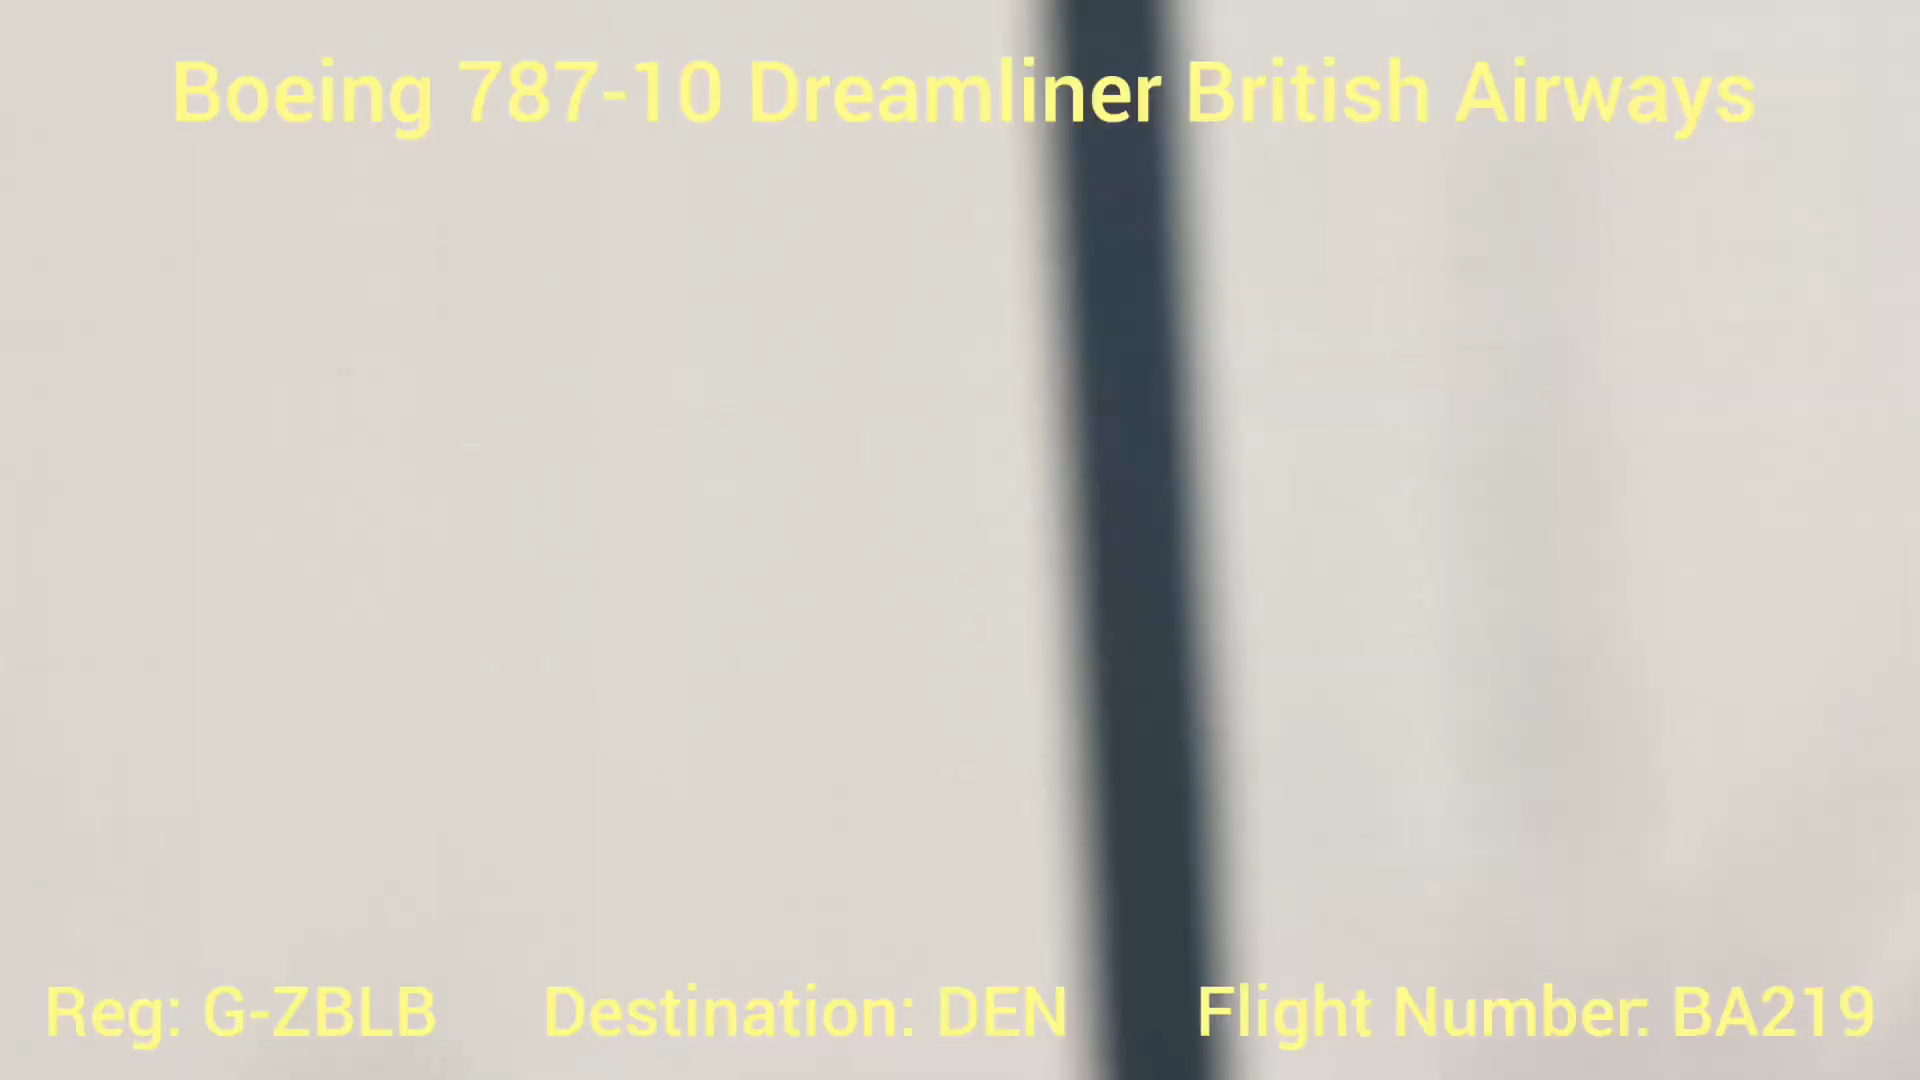 Boeing 787-10 Dreamliner British Airways
Reg: G-ZBLB Destination: DEN Flight Number: BA219